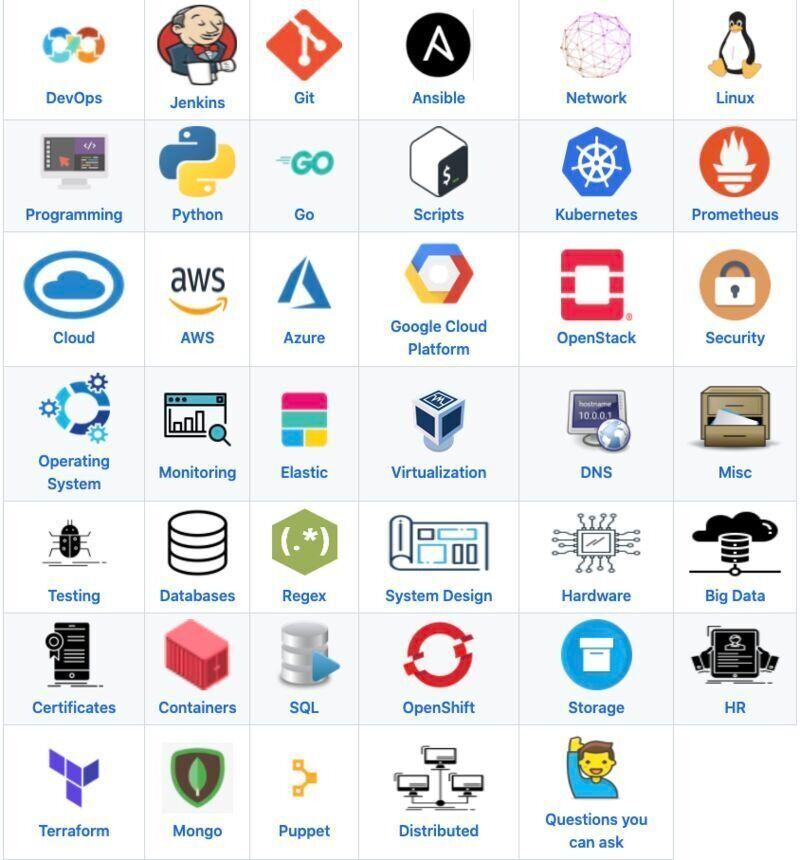 DevOps
Jenkins
Git
Ansible
Network
Linux
</>
Programming
Python
GO
Go
$_
Scripts
Kubernetes
Prometheus
Cloud
aws
AWS
Azure
Google Cloud
Platform
OpenStack
®
Security
Operating
System
Monitoring
Elastic
Virtualization
hostname
10.0.0.1
DNS
Misc
Testing
Databases
(.*)
Regex
System Design
Hardware
Big Data
Certificates
Containers
SQL
OpenShift
Storage
HR
Terraform
Mongo
Puppet
Distributed
Questions you
can ask